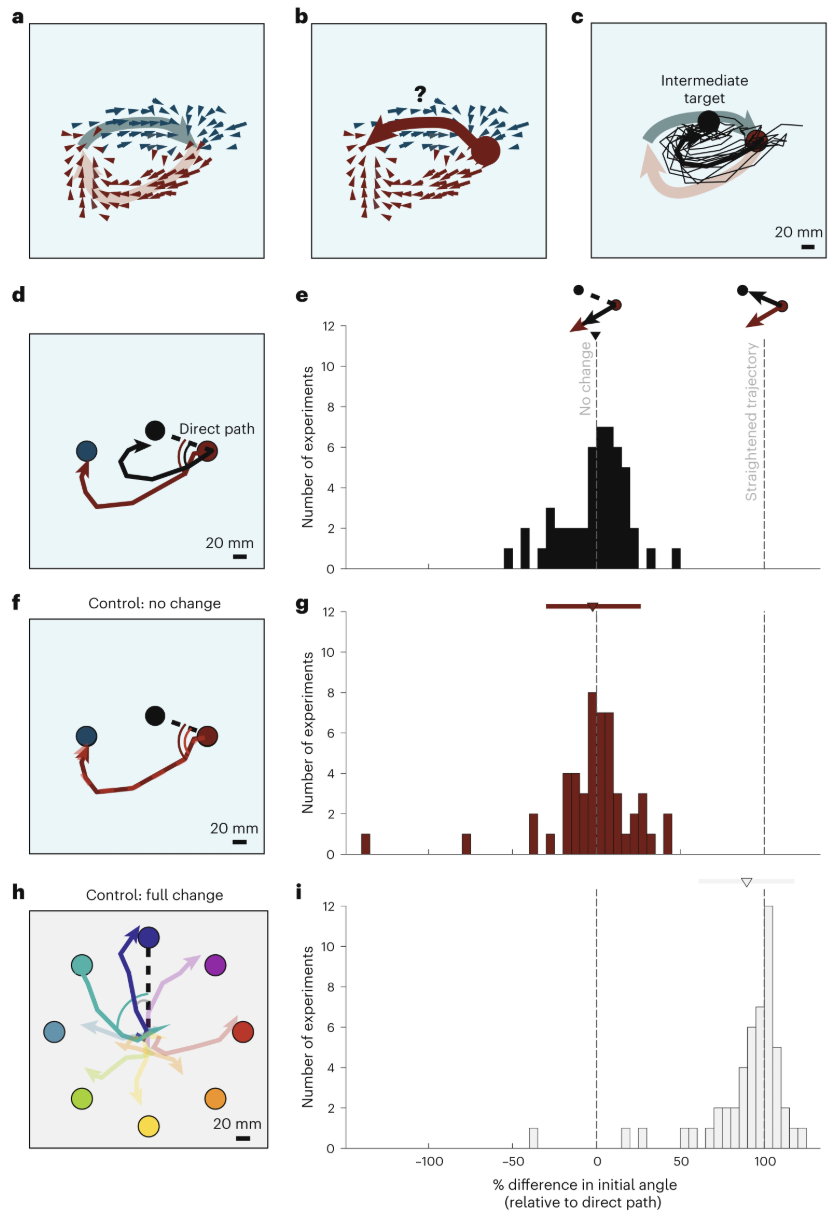 a
b
c
?
Intermediate
target
20 mm
d
Direct path
20 mm
e
12
10
8
6
4
2
0
Number of experiments
No change
Straightened trajectory
f
Control: no change
20 mm
g
12
10
8
6
4
2
0
Number of experiments
h
Control: full change
20 mm
i
12
10
8
6
4
2
0
Number of experiments
–100
–50
0
50
100
% difference in initial angle
(relative to direct path)